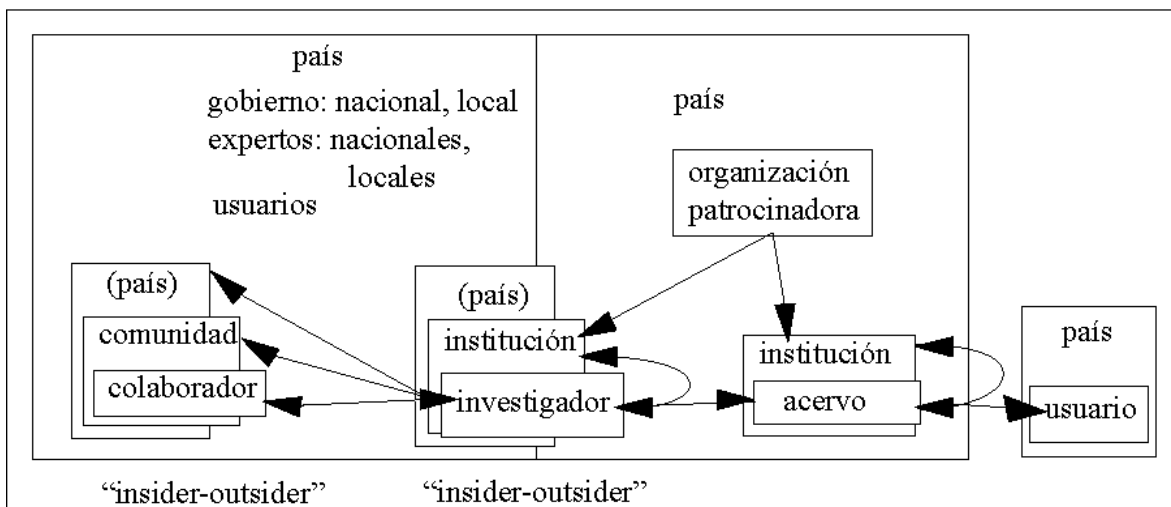 país
gobierno: nacional, local
expertos: nacionales,
locales
usuarios
país
organización
patrocinadora
(país)
comunidad
colaborador
(país)
institución
investigador
institución
acervo
país
usuario
“insider-outsider”
“insider-outsider”